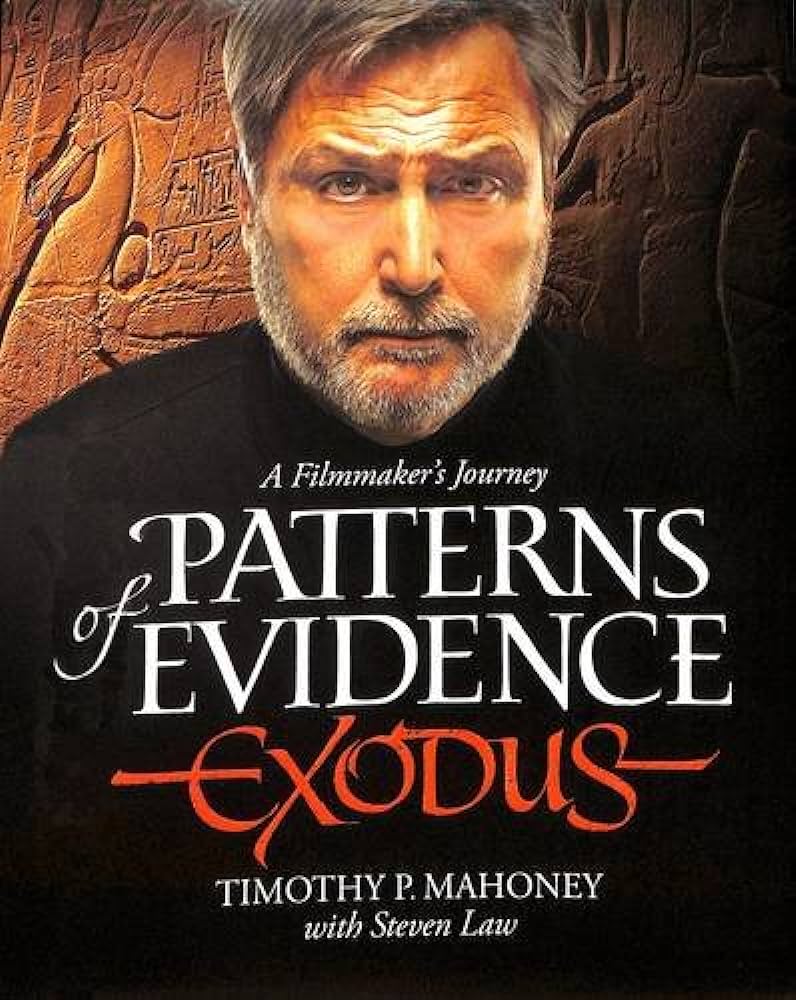 A Filmmaker's Journey
PATTERNS
of EVIDENCE
EXODUS
TIMOTHY P. MAHONEY
with Steven Law